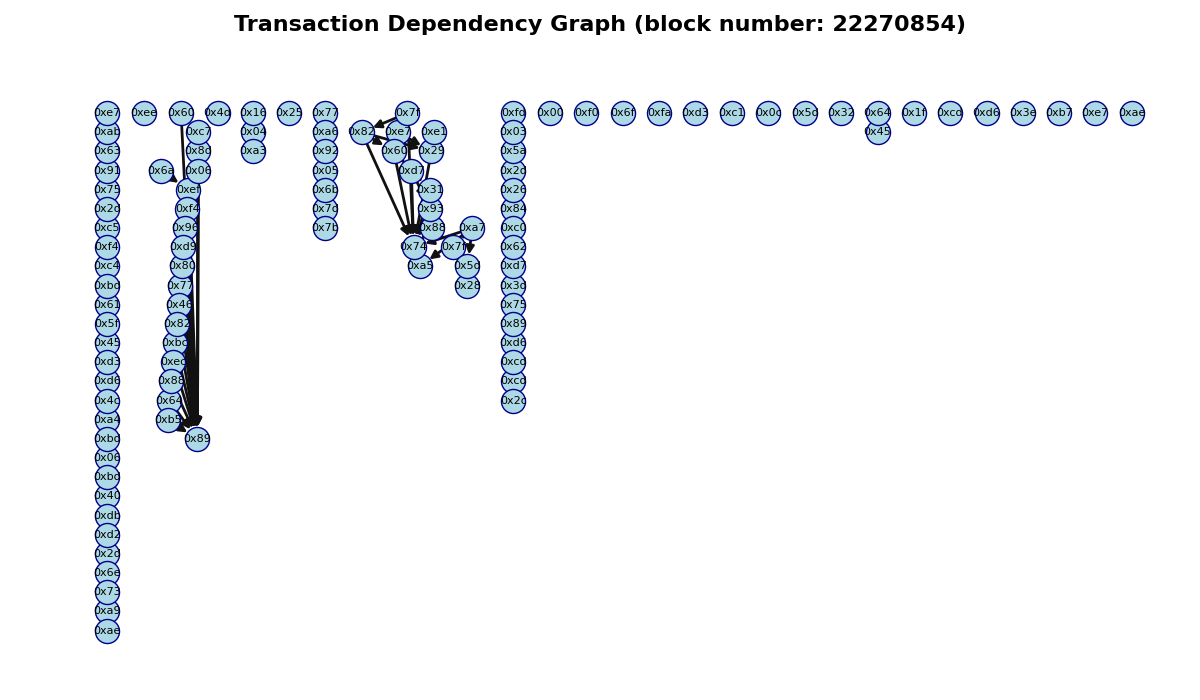 Transaction Dependency Graph (block number: 22270854)
0xe7 0xee 0x60 0x4d 0x16 0x25 0x77 0x7f 0xfd 0x00 0xf0 0x6f 0xfa 0xd3 0xc1 0x0c 0x5d 0x32 0x64 0x1f 0xcd 0xd6 0x3e 0xb7 0xe7 0xae
0xab 0xc7 0x04 0xa6 0x82 0xe7 0xe1 0x03 0x45
0x63 0x8d 0xa3 0x92 0x60 0x29 0x5a
0x91 0x6a 0x06 0x05 0xd7 0x2d
0x75 0xef 0x6b 0x31 0x26
0x2d 0xf4 0x7d 0x93 0x84
0xc5 0x96 0x7b 0x88 0xa7 0xc0
0xf4 0xd9 0x74 0x7f 0x62
0xc4 0x80 0xa5 0x5d 0xd7
0xbd 0x77 0x28 0x3d
0x61 0x46 0x75
0x5f 0x82 0x89
0x45 0xbc 0xd6
0xd3 0xec 0xcd
0xd6 0x88 0xcd
0x4c 0x64 0x2c
0xa4 0xb5
0xbd 0x89
0x06
0xbd
0x40
0xdb
0xd2
0x2d
0x6e
0x73
0xa9
0xae